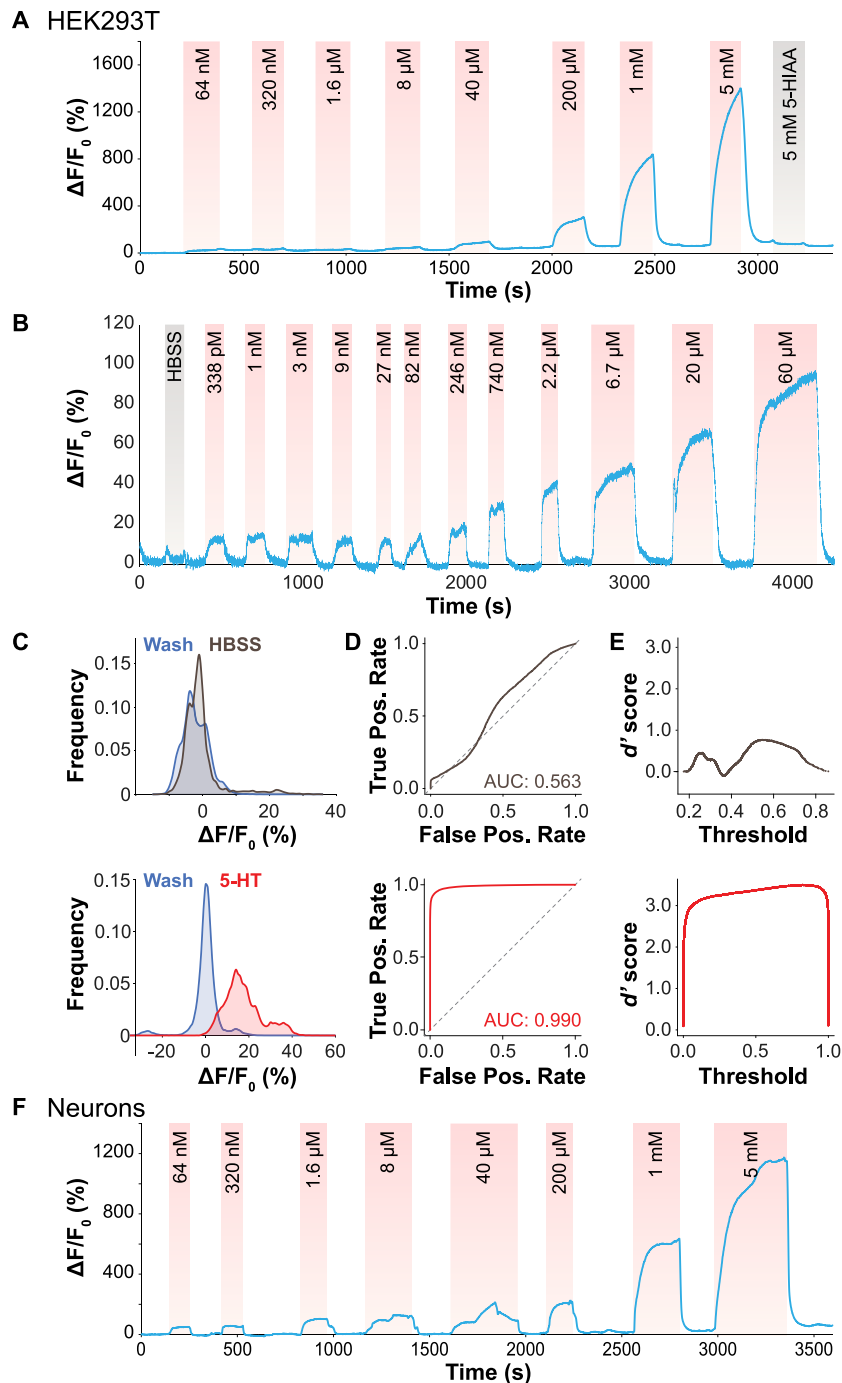 A HEK293T
ΔF/F0 (%)
1600
1200
800
400
0
64 nM
320 nM
1.6 µM
8 µM
40 µM
200 µM
1 mM
5 mM
5 mM 5-HIAA
0 500 1000 1500 2000 2500 3000
Time (s)
B
ΔF/F0 (%)
120
100
80
60
40
20
0
HBSS
338 pM
1 nM
3 nM
9 nM
27 nM
82 nM
246 nM
740 nM
2.2 µM
6.7 µM
20 µM
60 µM
0 1000 2000 3000 4000
Time (s)
C
Wash HBSS
Frequency
0.15
0.10
0.05
0
0 20 40
ΔF/F0 (%)
D
True Pos. Rate
1.0
0.5
0.0
AUC: 0.563
0.0 0.5 1.0
False Pos. Rate
E
d' score
3.0
2.0
1.0
0.0
0.2 0.4 0.6 0.8
Threshold
Wash 5-HT
Frequency
0.15
0.10
0.05
0
-20 0 20 40 60
ΔF/F0 (%)
True Pos. Rate
1.0
0.5
0.0
AUC: 0.990
0.0 0.5 1.0
False Pos. Rate
d' score
3.0
2.0
1.0
0.0
0.0 0.5 1.0
Threshold
F Neurons
ΔF/F0 (%)
1200
800
400
0
64 nM
320 nM
1.6 µM
8 µM
40 µM
200 µM
1 mM
5 mM
0 500 1000 1500 2000 2500 3000 3500
Time (s)